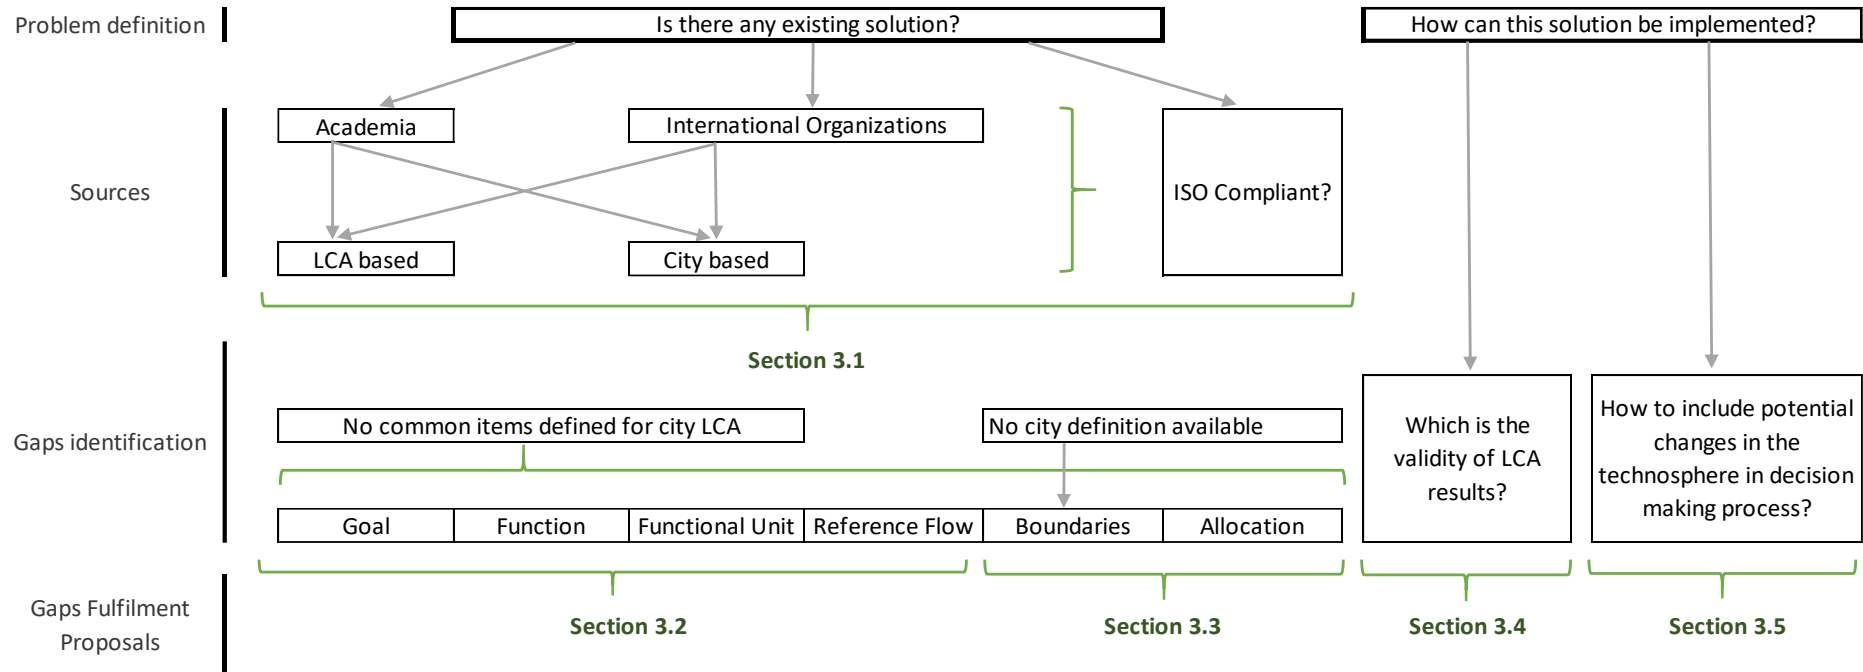 Problem definition
Is there any existing solution?
How can this solution be implemented?
Sources
Academia
International Organizations
ISO Compliant?
LCA based
City based
Section 3.1
Gaps identification
No common items defined for city LCA
No city definition available
Goal
Function
Functional Unit
Reference Flow
Boundaries
Allocation
Which is the
validity of LCA
results?
How to include potential
changes in the
technosphere in decision
making process?
Gaps Fulfilment
Proposals
Section 3.2
Section 3.3
Section 3.4
Section 3.5